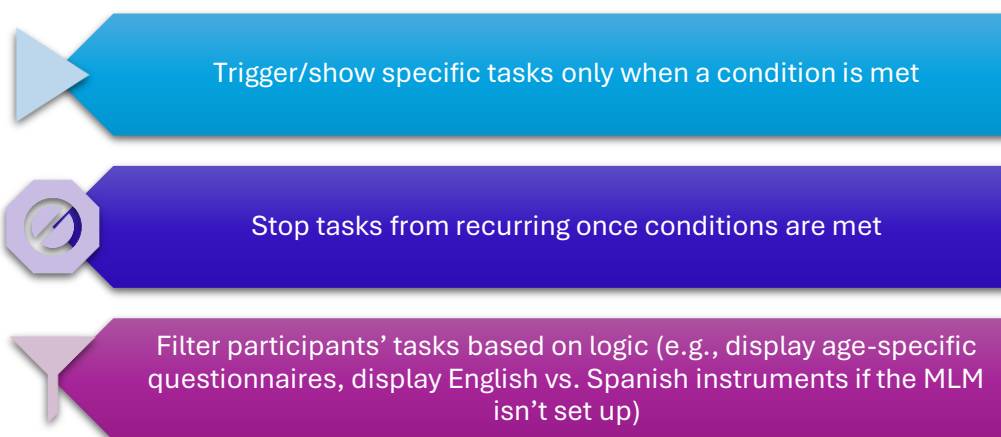 Trigger/show specific tasks only when a condition is met
Stop tasks from recurring once conditions are met
Filter participants’ tasks based on logic (e.g., display age-specific
questionnaires, display English vs. Spanish instruments if the MLM
isn’t set up)